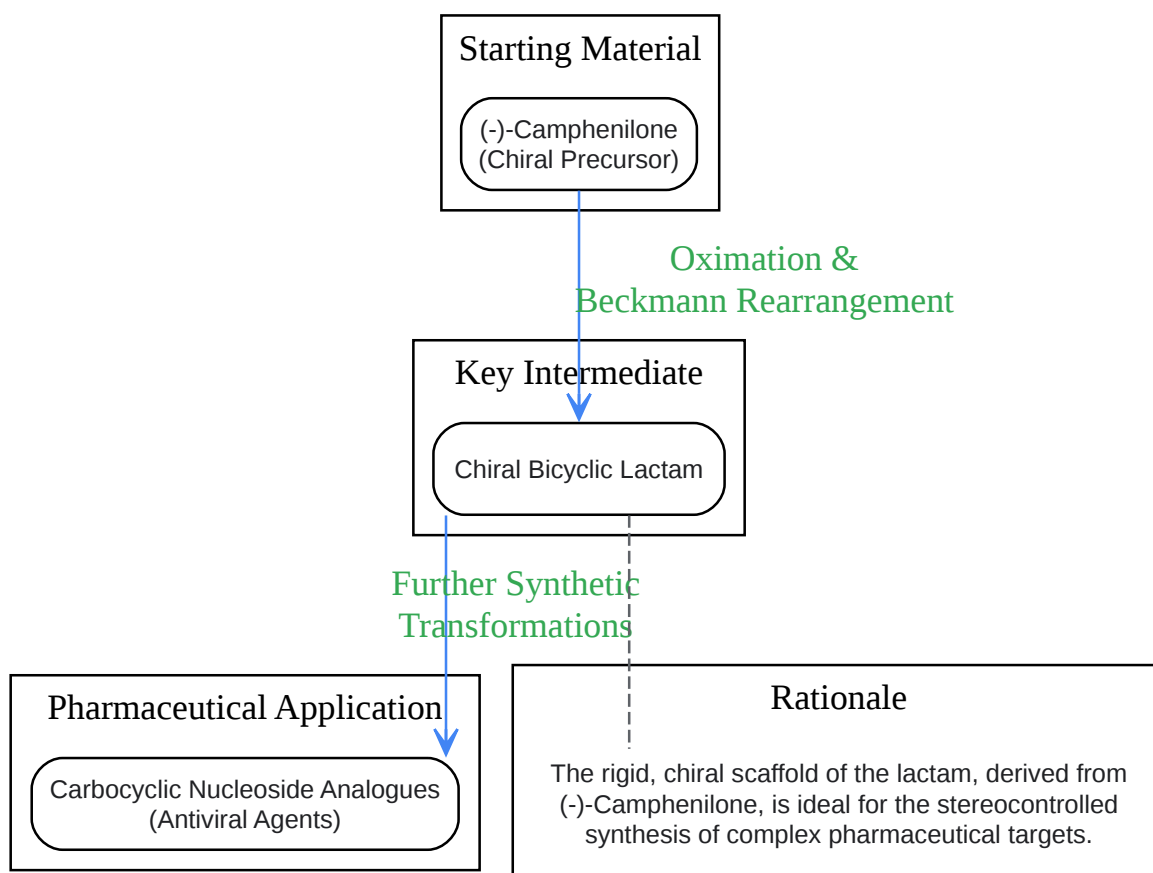 Starting Material
(-)-Camphenilone
(Chiral Precursor)
Oximation &
Beckmann Rearrangement
Key Intermediate
Chiral Bicyclic Lactam
Further Synthetic
Transformations
Pharmaceutical Application
Carbocyclic Nucleoside Analogues
(Antiviral Agents)
Rationale
The rigid, chiral scaffold of the lactam, derived from
(-)-Camphenilone, is ideal for the stereocontrolled
synthesis of complex pharmaceutical targets.